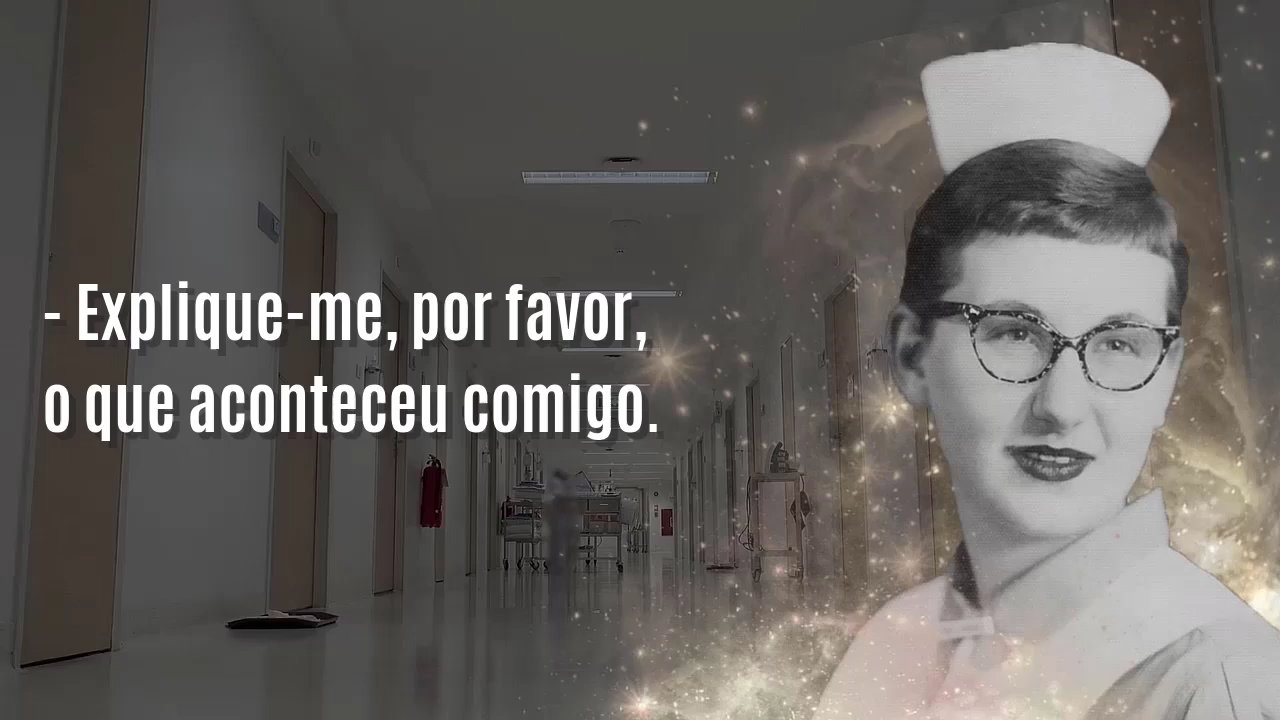 - Explique-me, por favor,
o que aconteceu comigo.